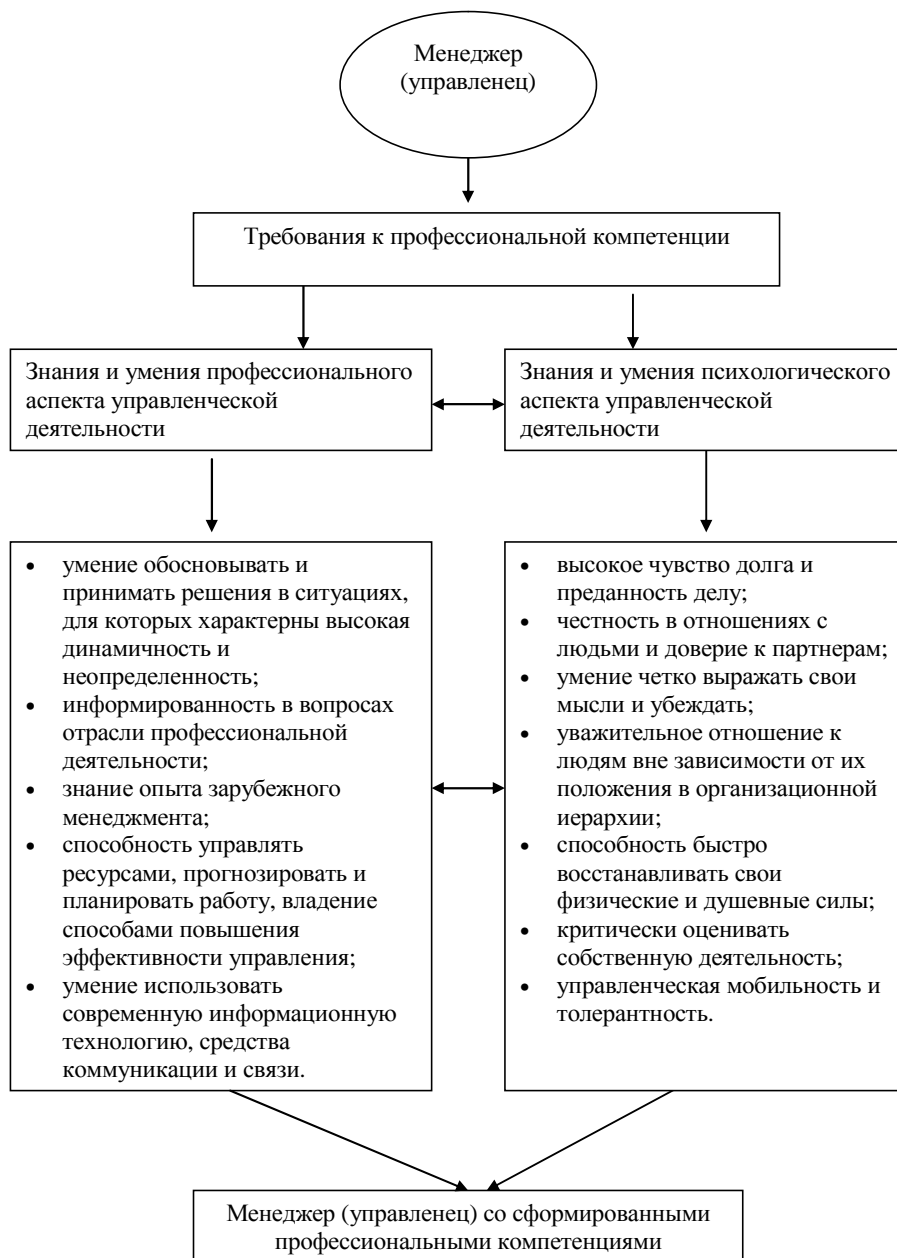 Менеджер
(управленец)
Требования к профессиональной компетенции
Знания и умения профессионального
аспекта управленческой
деятельности
Знания и умения психологического
аспекта управленческой
деятельности
• умение обосновывать и
принимать решения в ситуациях,
для которых характерны высокая
динамичность и
неопределенность;
• информированность в вопросах
отрасли профессиональной
деятельности;
• знание опыта зарубежного
менеджмента;
• способность управлять
ресурсами, прогнозировать и
планировать работу, владение
способами повышения
эффективности управления;
• умение использовать
современную информационную
технологию, средства
коммуникации и связи.
• высокое чувство долга и
преданность делу;
• честность в отношениях с
людьми и доверие к партнерам;
• умение четко выражать свои
мысли и убеждать;
• уважительное отношение к
людям вне зависимости от их
положения в организационной
иерархии;
• способность быстро
восстанавливать свои
физические и душевные силы;
• критически оценивать
собственную деятельность;
• управленческая мобильность и
толерантность.
Менеджер (управленец) со сформированными
профессиональными компетенциями